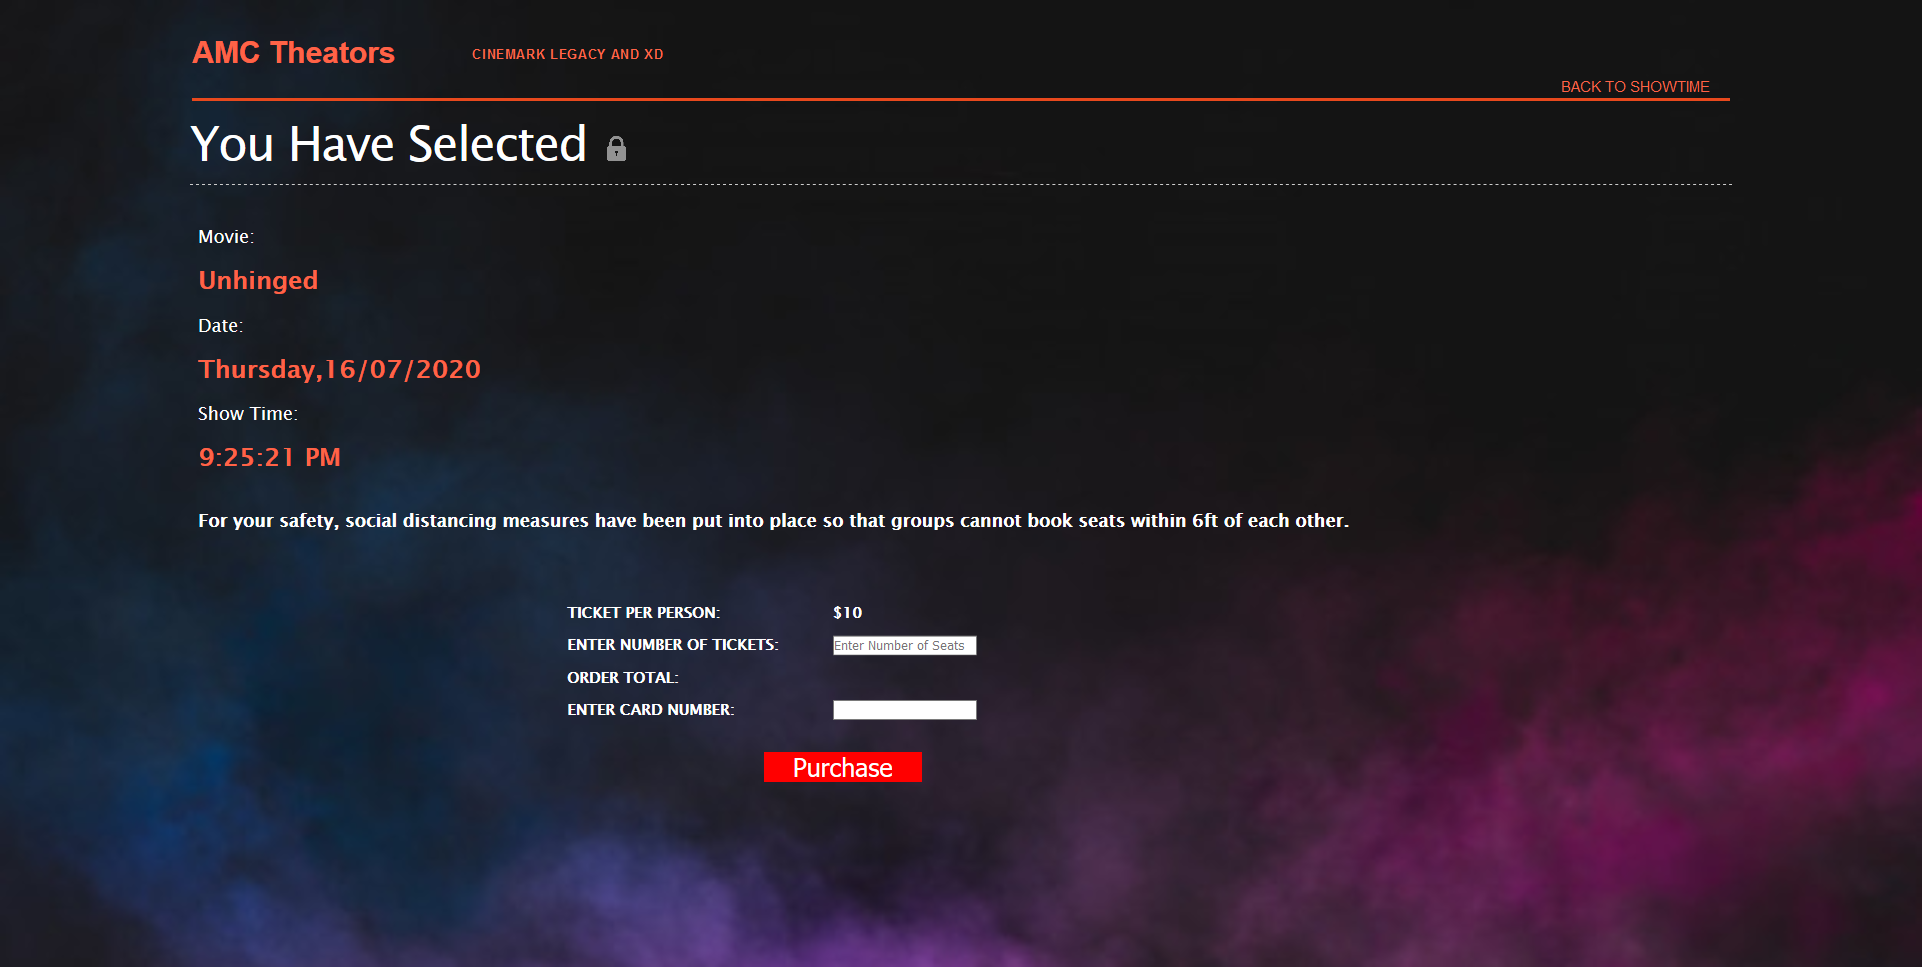 AMC Theators
CINEMARK LEGACY AND XD
BACK TO SHOWTIME
You Have Selected
Movie:
Unhinged
Date:
Thursday,16/07/2020
Show Time:
9:25:21 PM
For your safety, social distancing measures have been put into place so that groups cannot book seats within 6ft of each other.
TICKET PER PERSON: $10
ENTER NUMBER OF TICKETS: Enter Number of Seats
ORDER TOTAL:
ENTER CARD NUMBER:
Purchase